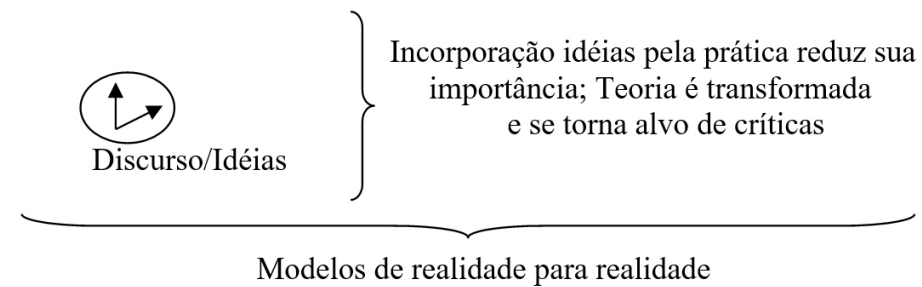 Incorporação idéias pela prática reduz sua
importância; Teoria é transformada
e se torna alvo de críticas
Discurso/Idéias
Modelos de realidade para realidade